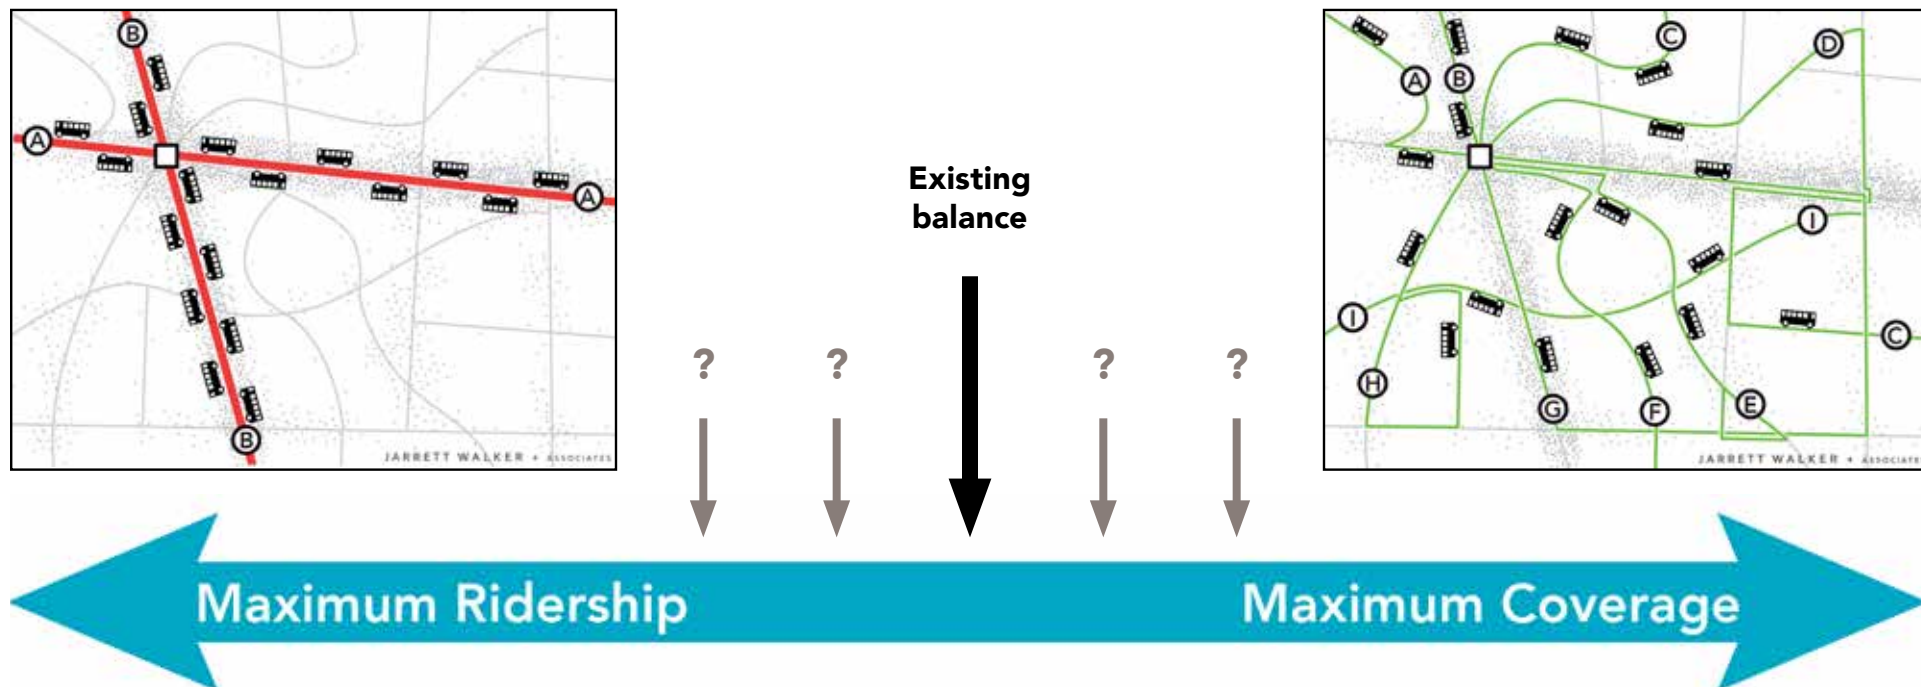 B
A
A
B
JARRETT WALKER + ASSOCIATES
Existing
balance
?
?
?
?
A
B
C
D
I
I
C
H
G
F
E
JARRETT WALKER + ASSOCIATES
Maximum Ridership
Maximum Coverage